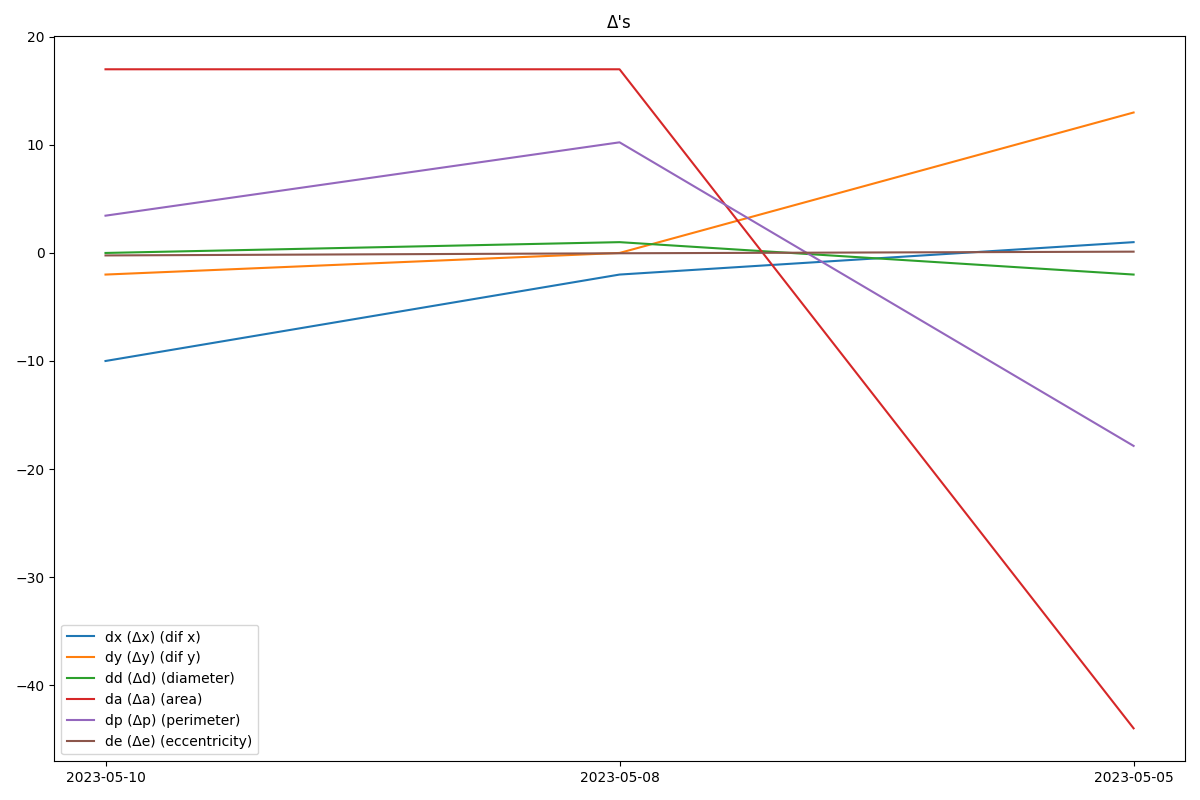 Δ's
20
10
0
−10
−20
−30
−40
dx (Δx) (dif x)
dy (Δy) (dif y)
dd (Δd) (diameter)
da (Δa) (area)
dp (Δp) (perimeter)
de (Δe) (eccentricity)
2023-05-10
2023-05-08
2023-05-05